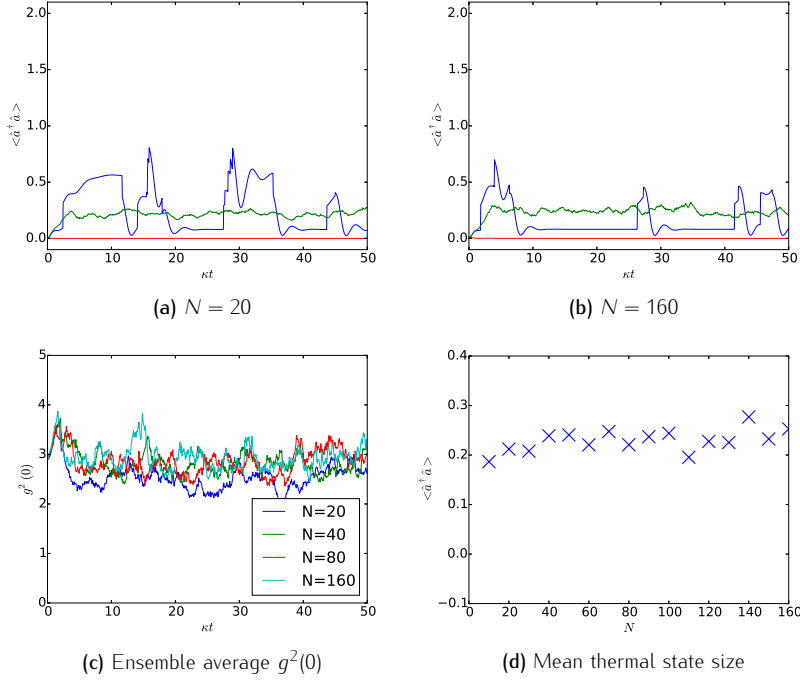 2.0
1.5
1.0
0.5
0.0
<â†â>
0 10 20 30 40 50
κt
(a) N = 20
2.0
1.5
1.0
0.5
0.0
<â†â>
0 10 20 30 40 50
κt
(b) N = 160
5
4
3
2
1
0
g²(0)
N=20
N=40
N=80
N=160
0 10 20 30 40 50
κt
(c) Ensemble average g²(0)
0.4
0.3
0.2
0.1
0.0
−0.1
<â†â>
0 20 40 60 80 100 120 140 160
N
(d) Mean thermal state size